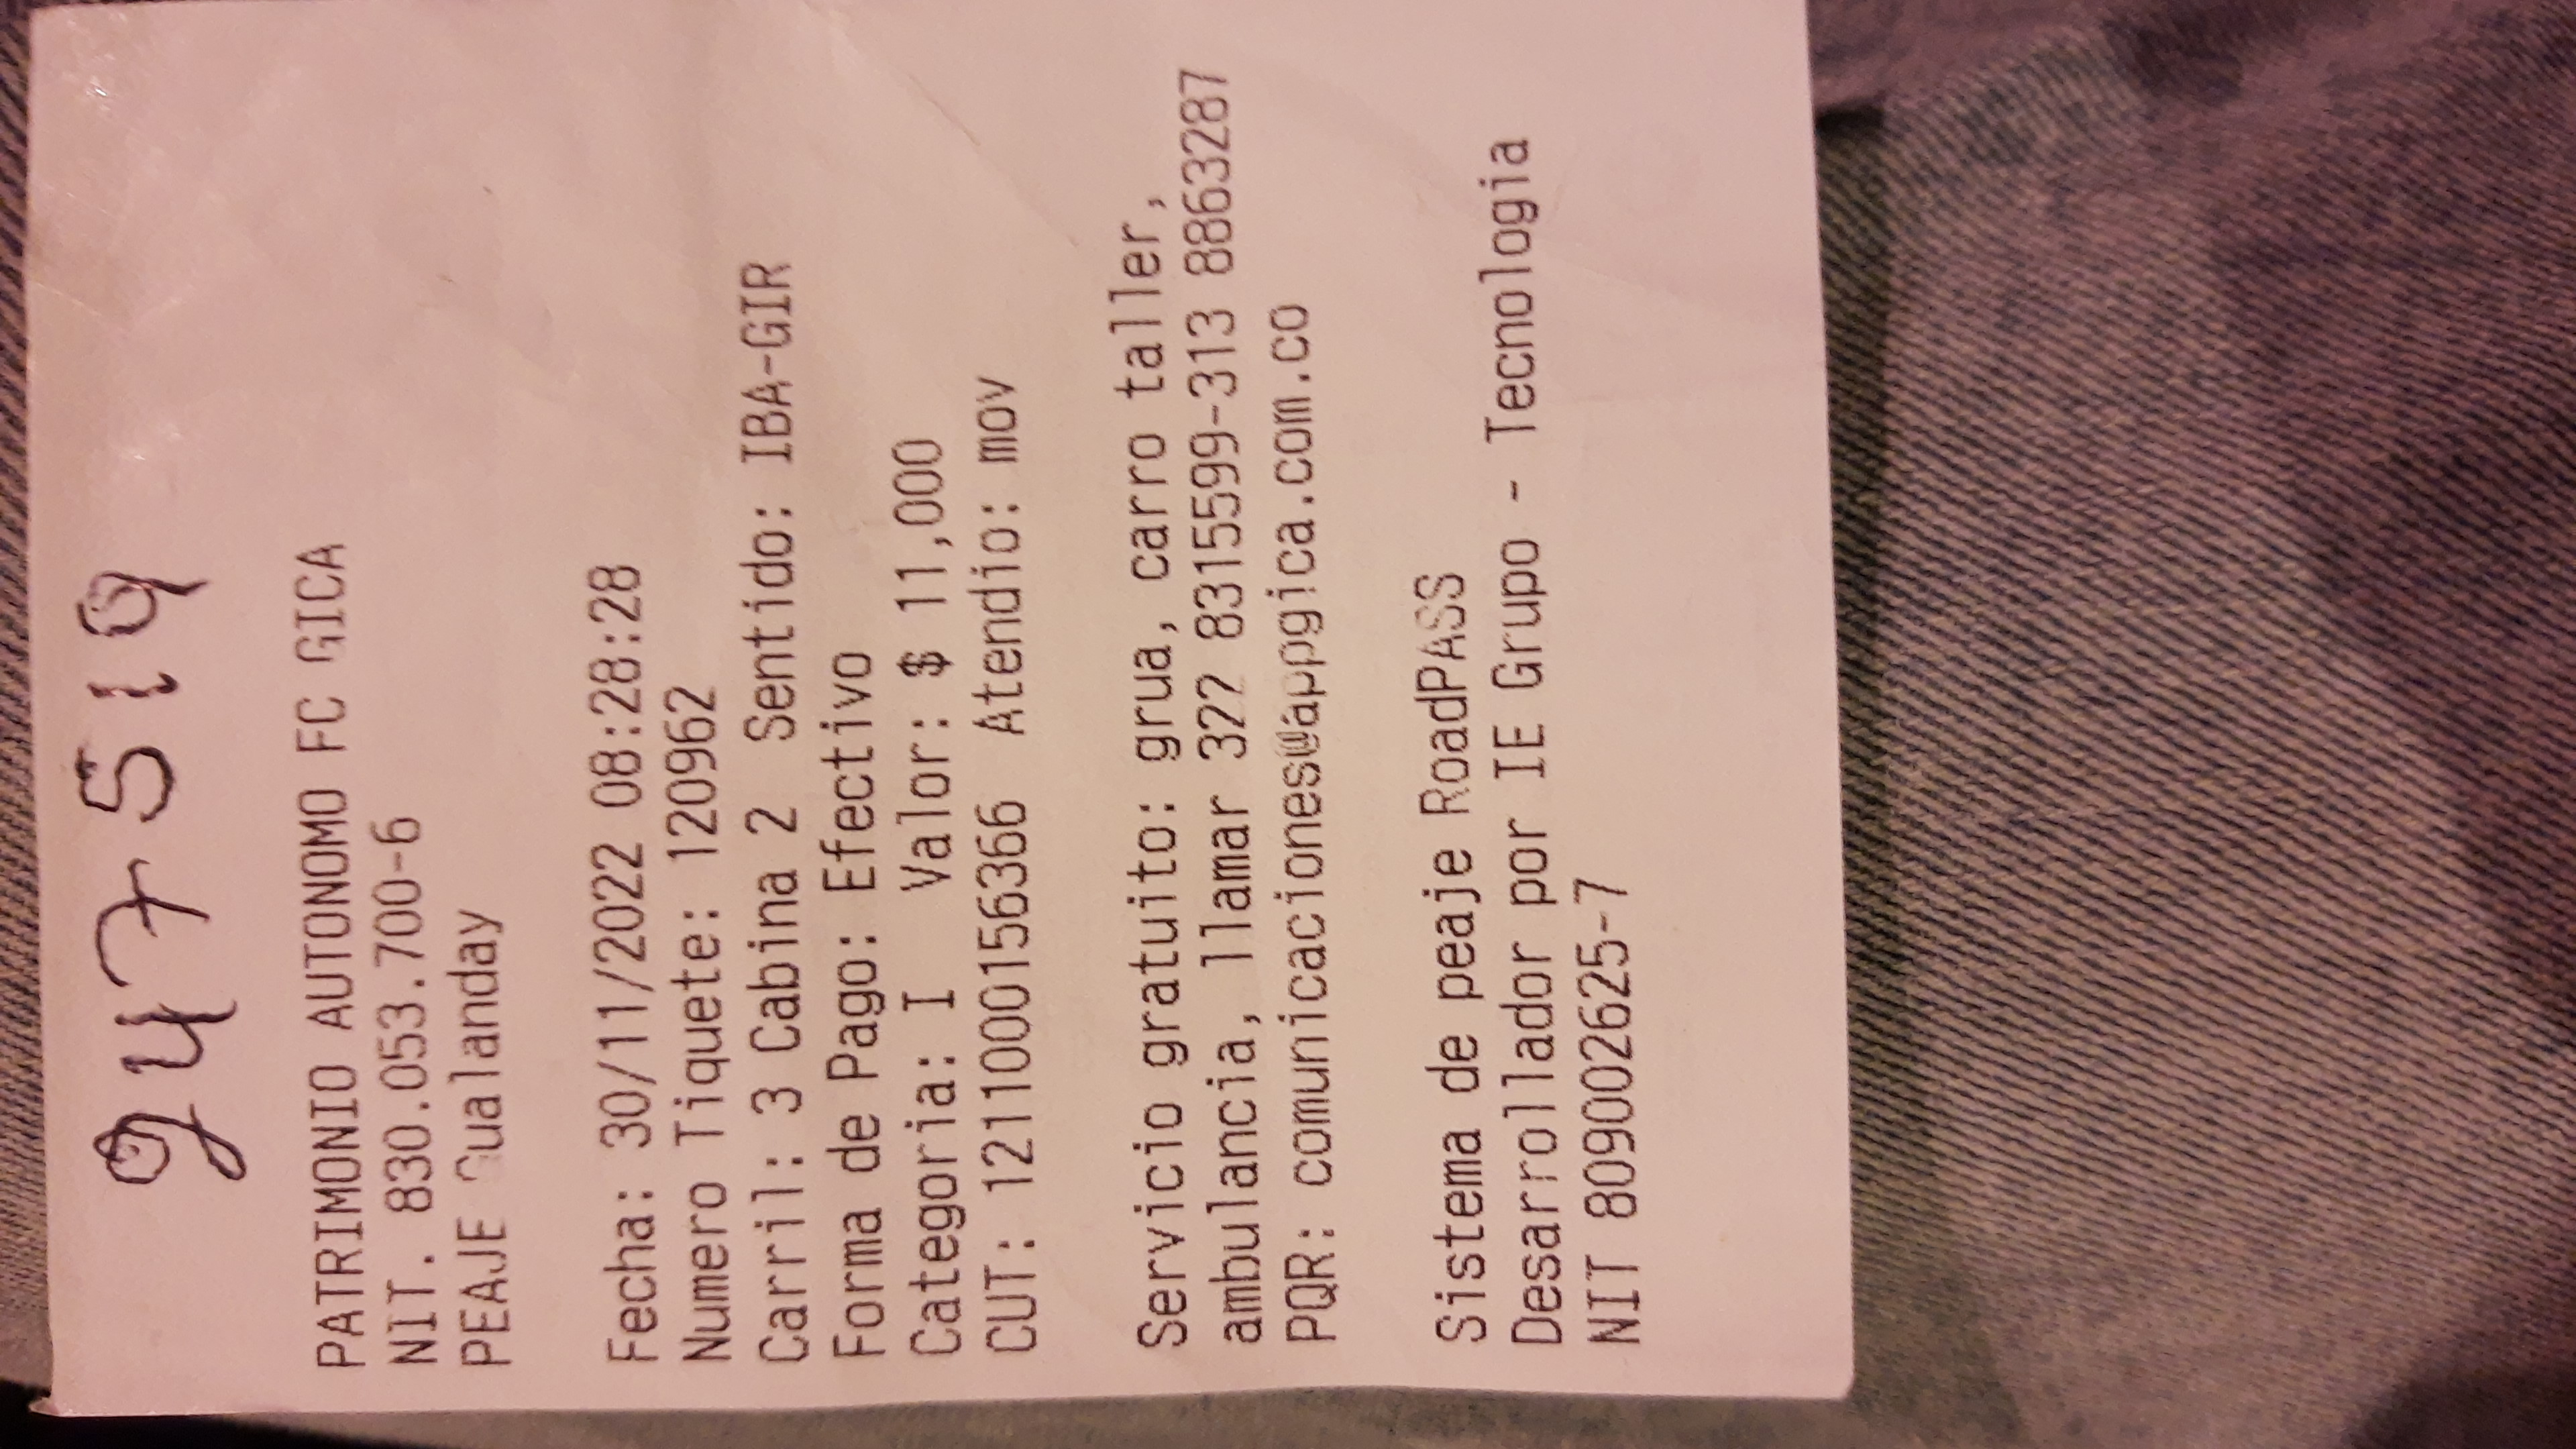 947519
PATRIMONIO AUTONOMO FC GICA
NIT. 830.053.700-6
PEAJE Gualanday
Fecha: 30/11/2022 08:28:28
Numero Tiquete: 120962
Carril: 3 Cabina 2 Sentido: IBA-GIR
Forma de Pago: Efectivo
Categoria: I Valor: $ 11,000
CUT: 1211000156366 Atendio: mov
Servicio gratuito: grua, carro taller,
ambulancia, llamar 322 8315599-313 8863287
PQR: comunicaciones@appgica.com.co
Sistema de peaje RoadPASS
Desarrollador por IE Grupo - Tecnologia
NIT 809002625-7